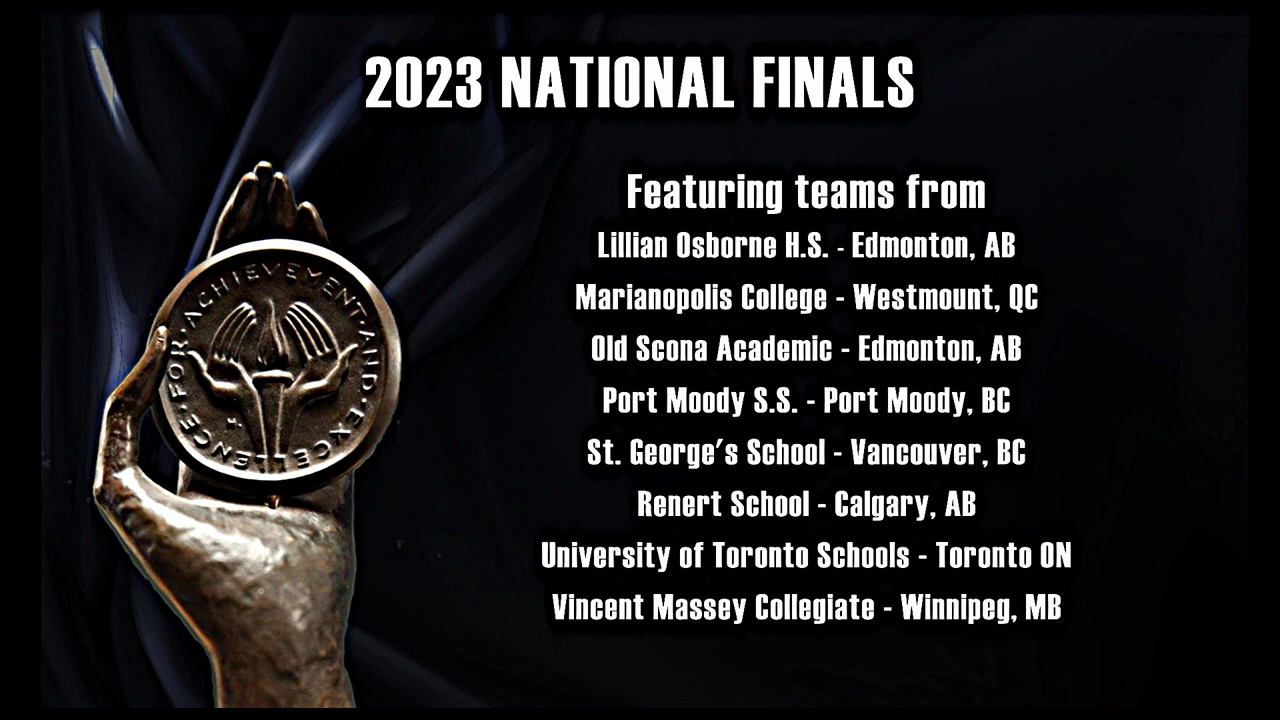 2023 NATIONAL FINALS
Featuring teams from
Lillian Osborne H.S. - Edmonton, AB
Marianopolis College - Westmount, QC
Old Scona Academic - Edmonton, AB
Port Moody S.S. - Port Moody, BC
St. George's School - Vancouver, BC
Renert School - Calgary, AB
University of Toronto Schools - Toronto ON
Vincent Massey Collegiate - Winnipeg, MB
FOR·ACHIEVEMENT·AND·EXCELLENCE·